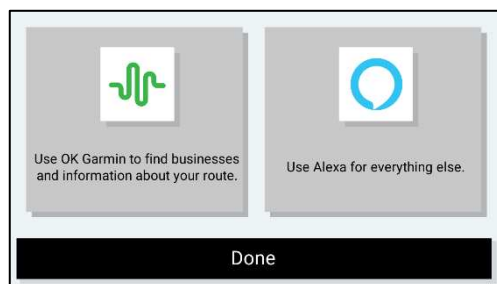 Use OK Garmin to find businesses
and information about your route.
Use Alexa for everything else.
Done